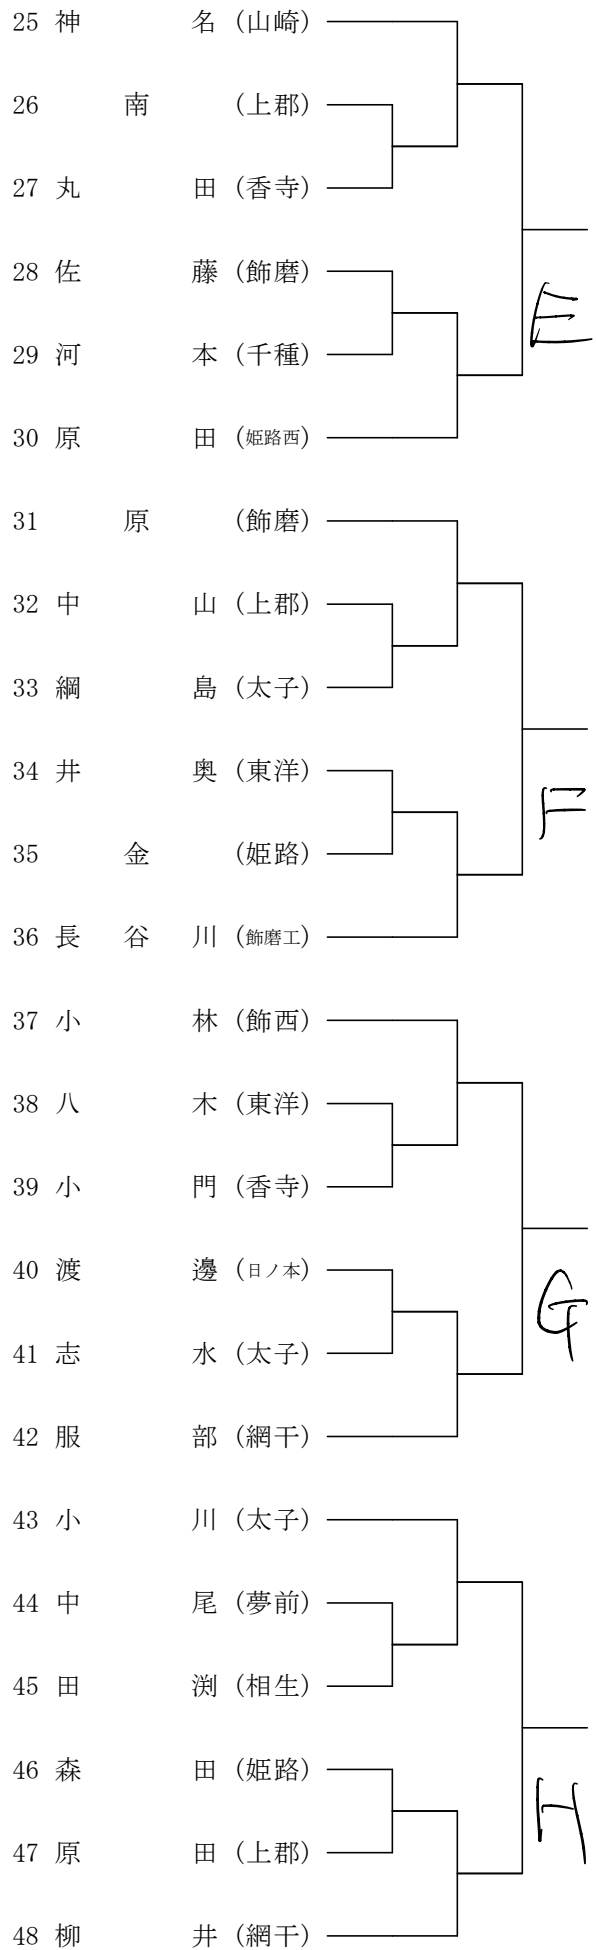 25 神 名 (山崎)
26 南 (上郡)
27 丸 田 (香寺)
28 佐 藤 (飾磨)
E
29 河 本 (千種)
30 原 田 (姫路西)
31 原 (飾磨)
32 中 山 (上郡)
33 綱 島 (太子)
34 井 奥 (東洋)
F
35 金 (姫路)
36 長 谷 川 (飾磨工)
37 小 林 (飾西)
38 八 木 (東洋)
39 小 門 (香寺)
40 渡 邊 (日ノ本)
G
41 志 水 (太子)
42 服 部 (網干)
43 小 川 (太子)
44 中 尾 (夢前)
45 田 渕 (相生)
46 森 田 (姫路)
H
47 原 田 (上郡)
48 柳 井 (網干)